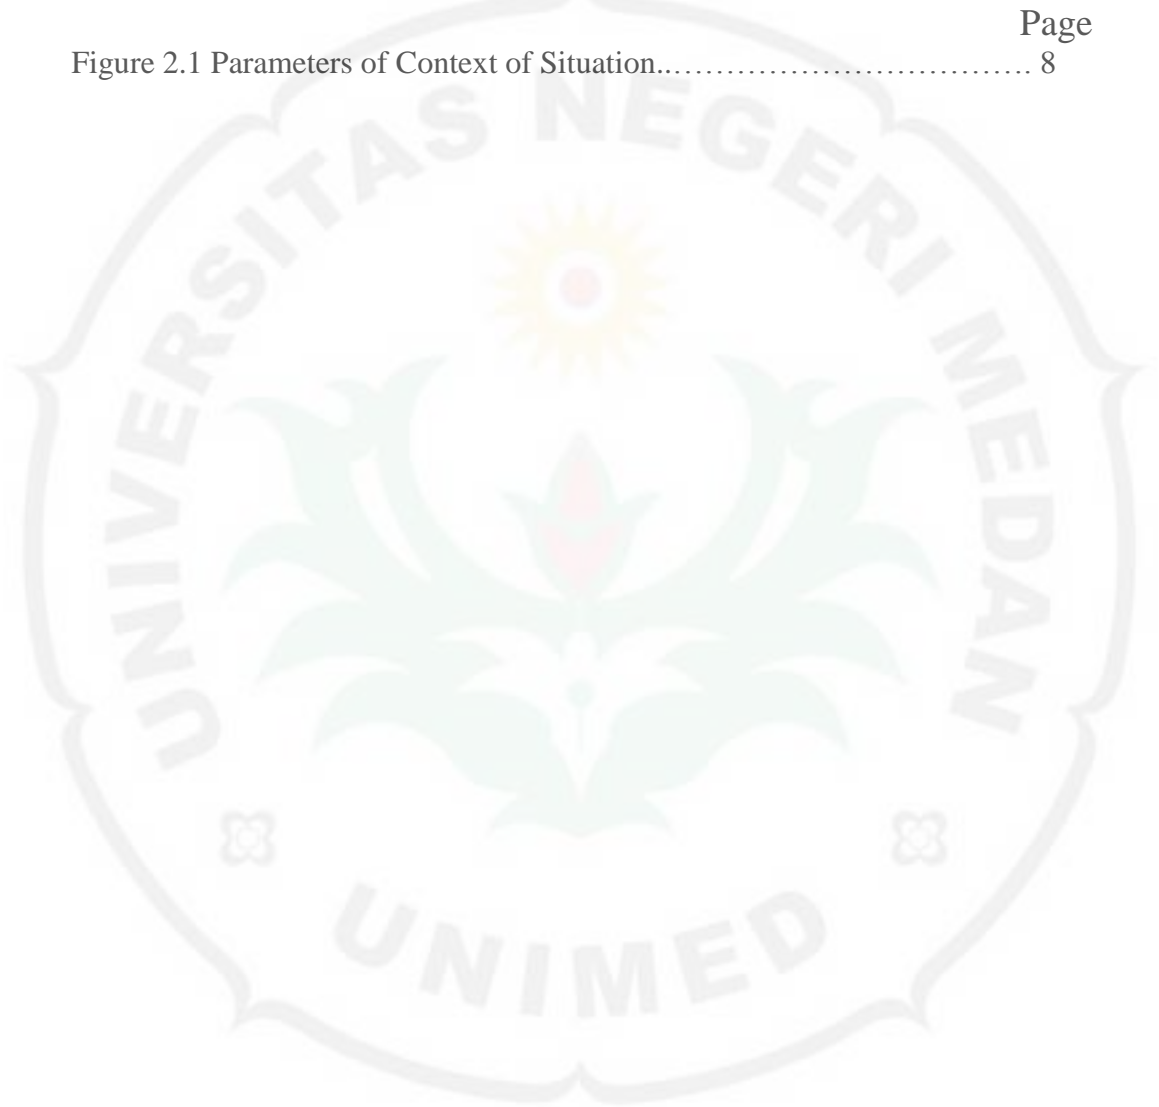 Page
Figure 2.1 Parameters of Context of Situation..………………………………. 8
UNIVERSITAS NEGERI MEDAN
UNIMED